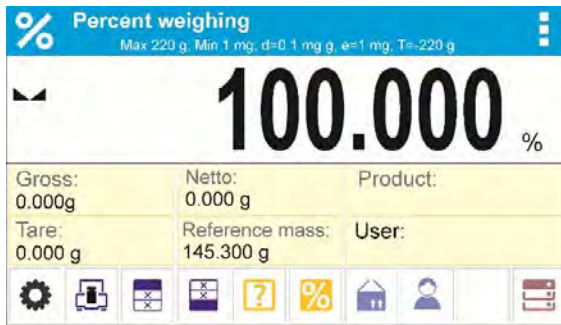 % Percent weighing
Max 220 g, Min 1 mg, d=0.1 mg g, e=1 mg, T=-220 g
100.000 %
Gross: Netto: Product:
0.000g 0.000 g
Tare: Reference mass: User:
0.000 g 145.300 g
x x ? %
x x